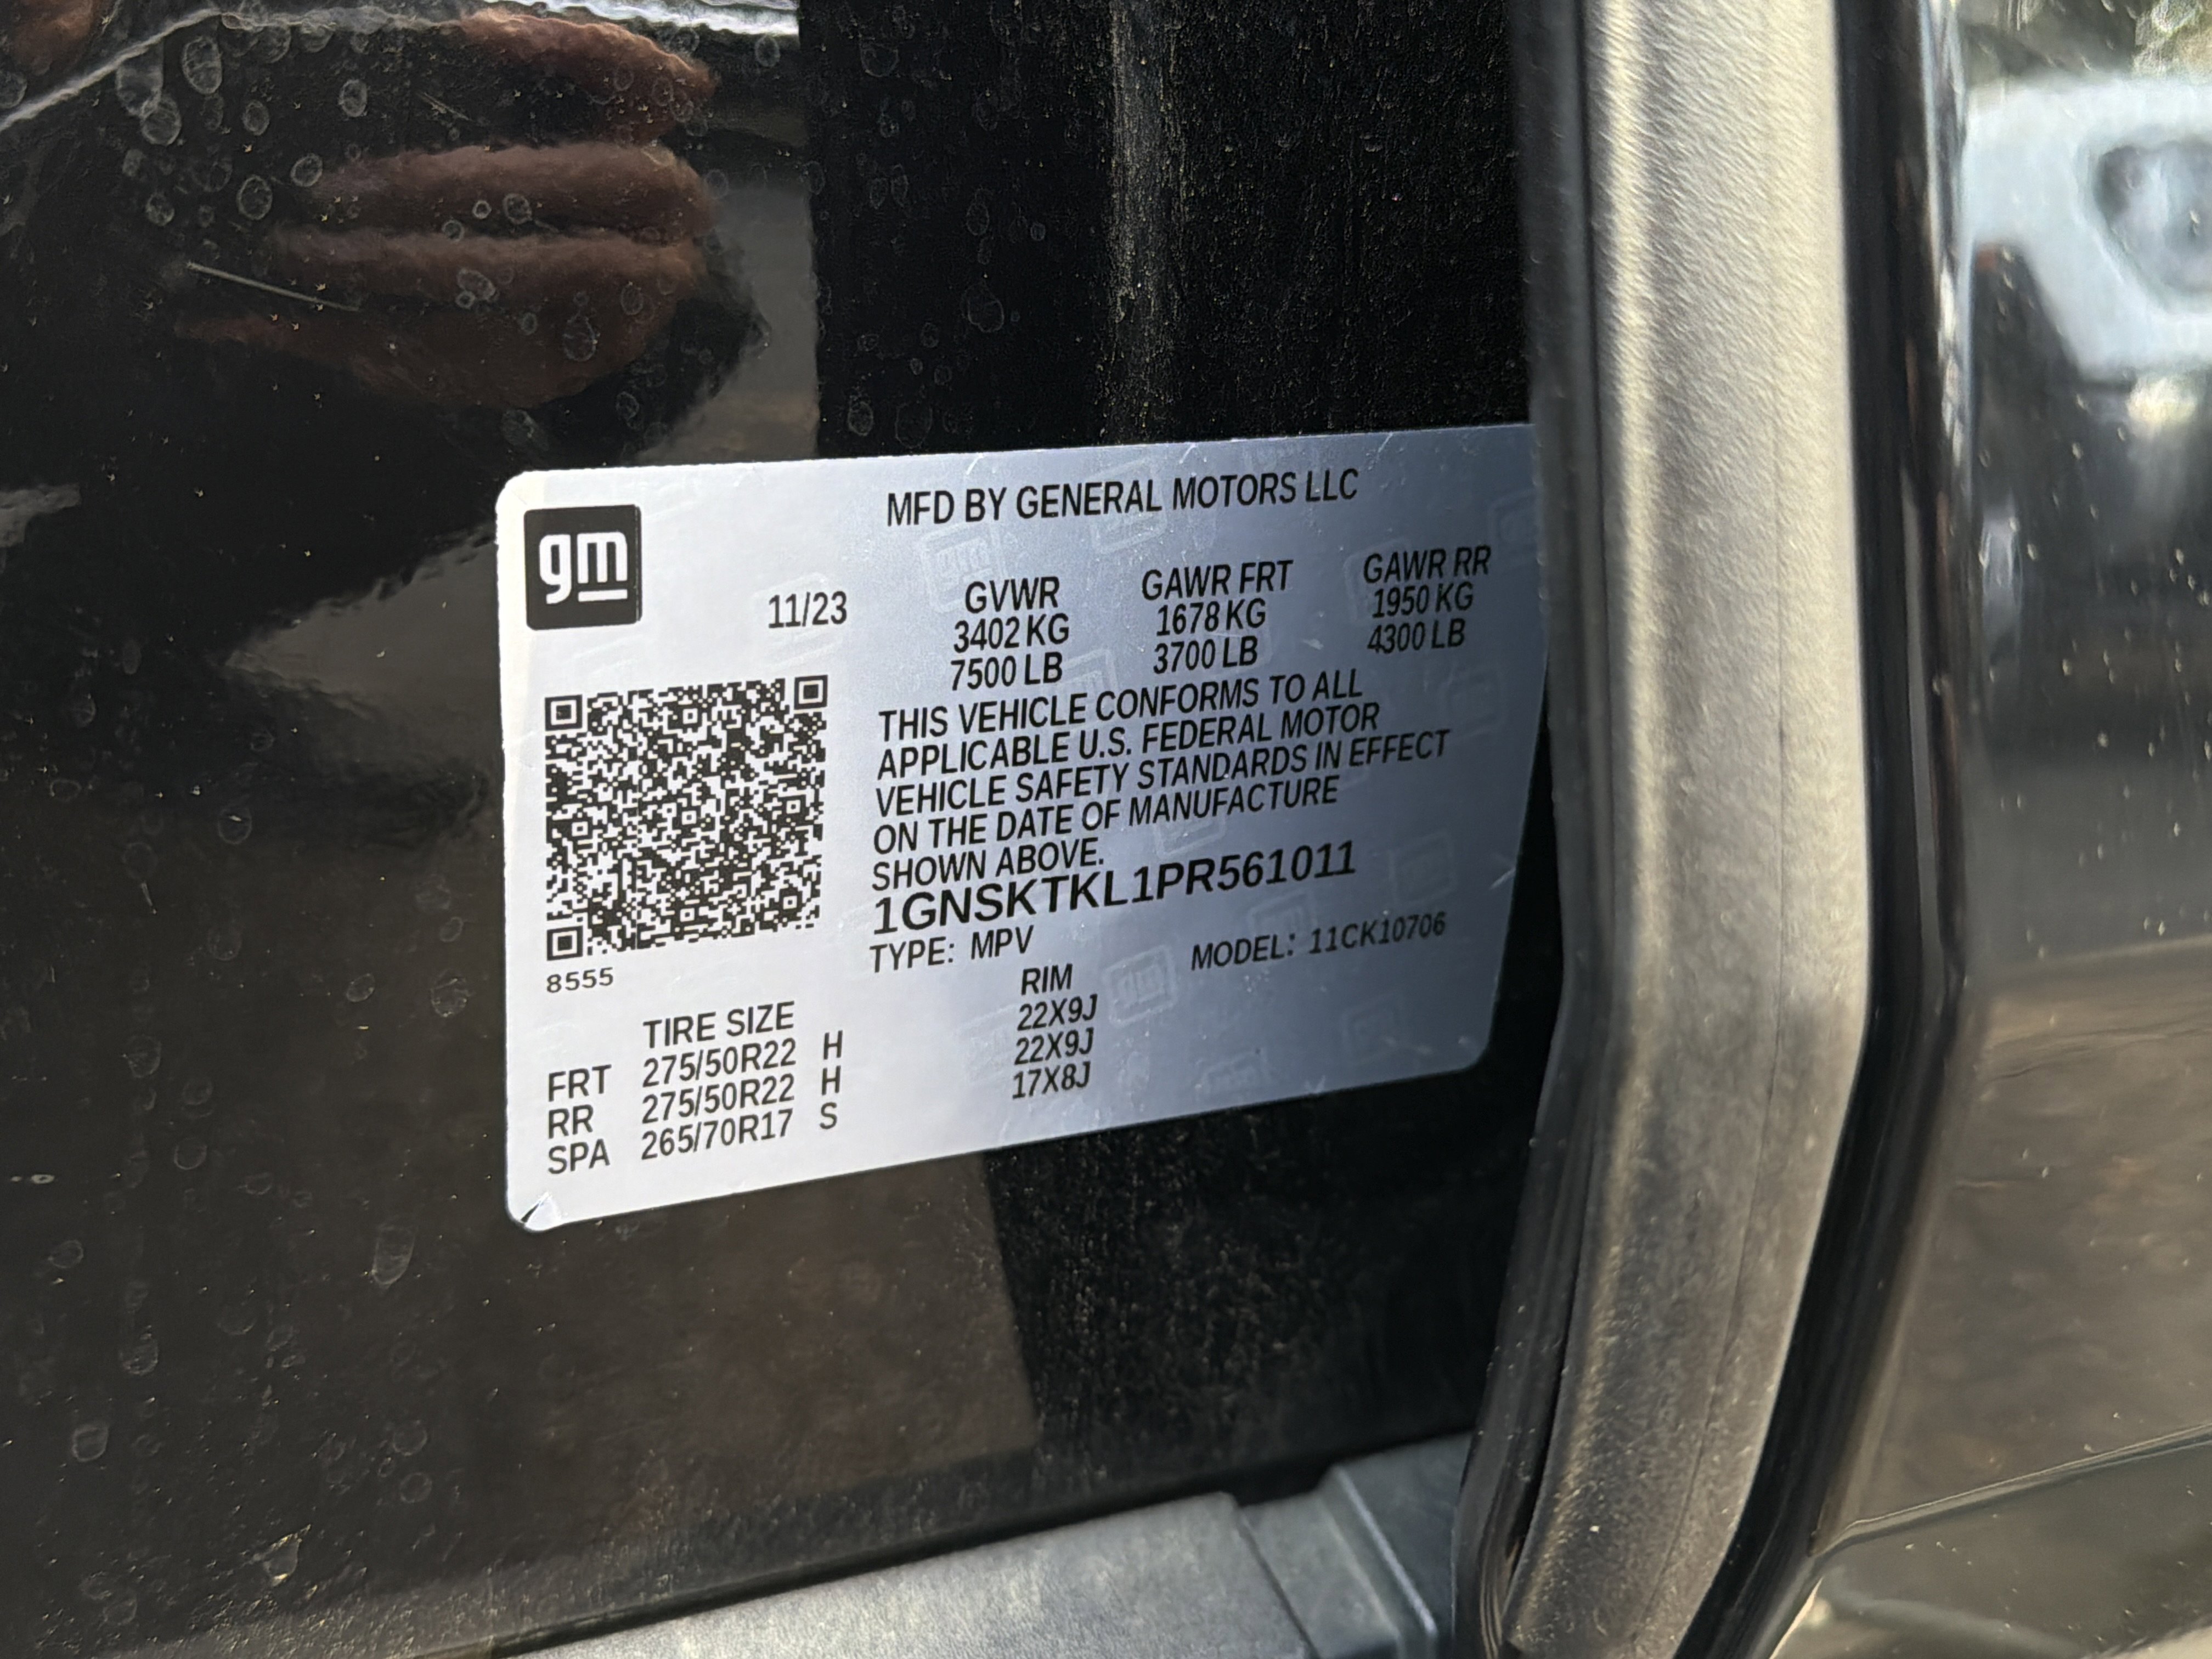 gm
MFD BY GENERAL MOTORS LLC
11/23
GVWR GAWR FRT GAWR RR
3402 KG 1678 KG 1950 KG
7500 LB 3700 LB 4300 LB
THIS VEHICLE CONFORMS TO ALL
APPLICABLE U.S. FEDERAL MOTOR
VEHICLE SAFETY STANDARDS IN EFFECT
ON THE DATE OF MANUFACTURE
SHOWN ABOVE.
1GNSKTKL1PR561011
TYPE: MPV MODEL: 11CK10706
8555
TIRE SIZE RIM
FRT 275/50R22 H 22X9J
RR 275/50R22 H 22X9J
SPA 265/70R17 S 17X8J